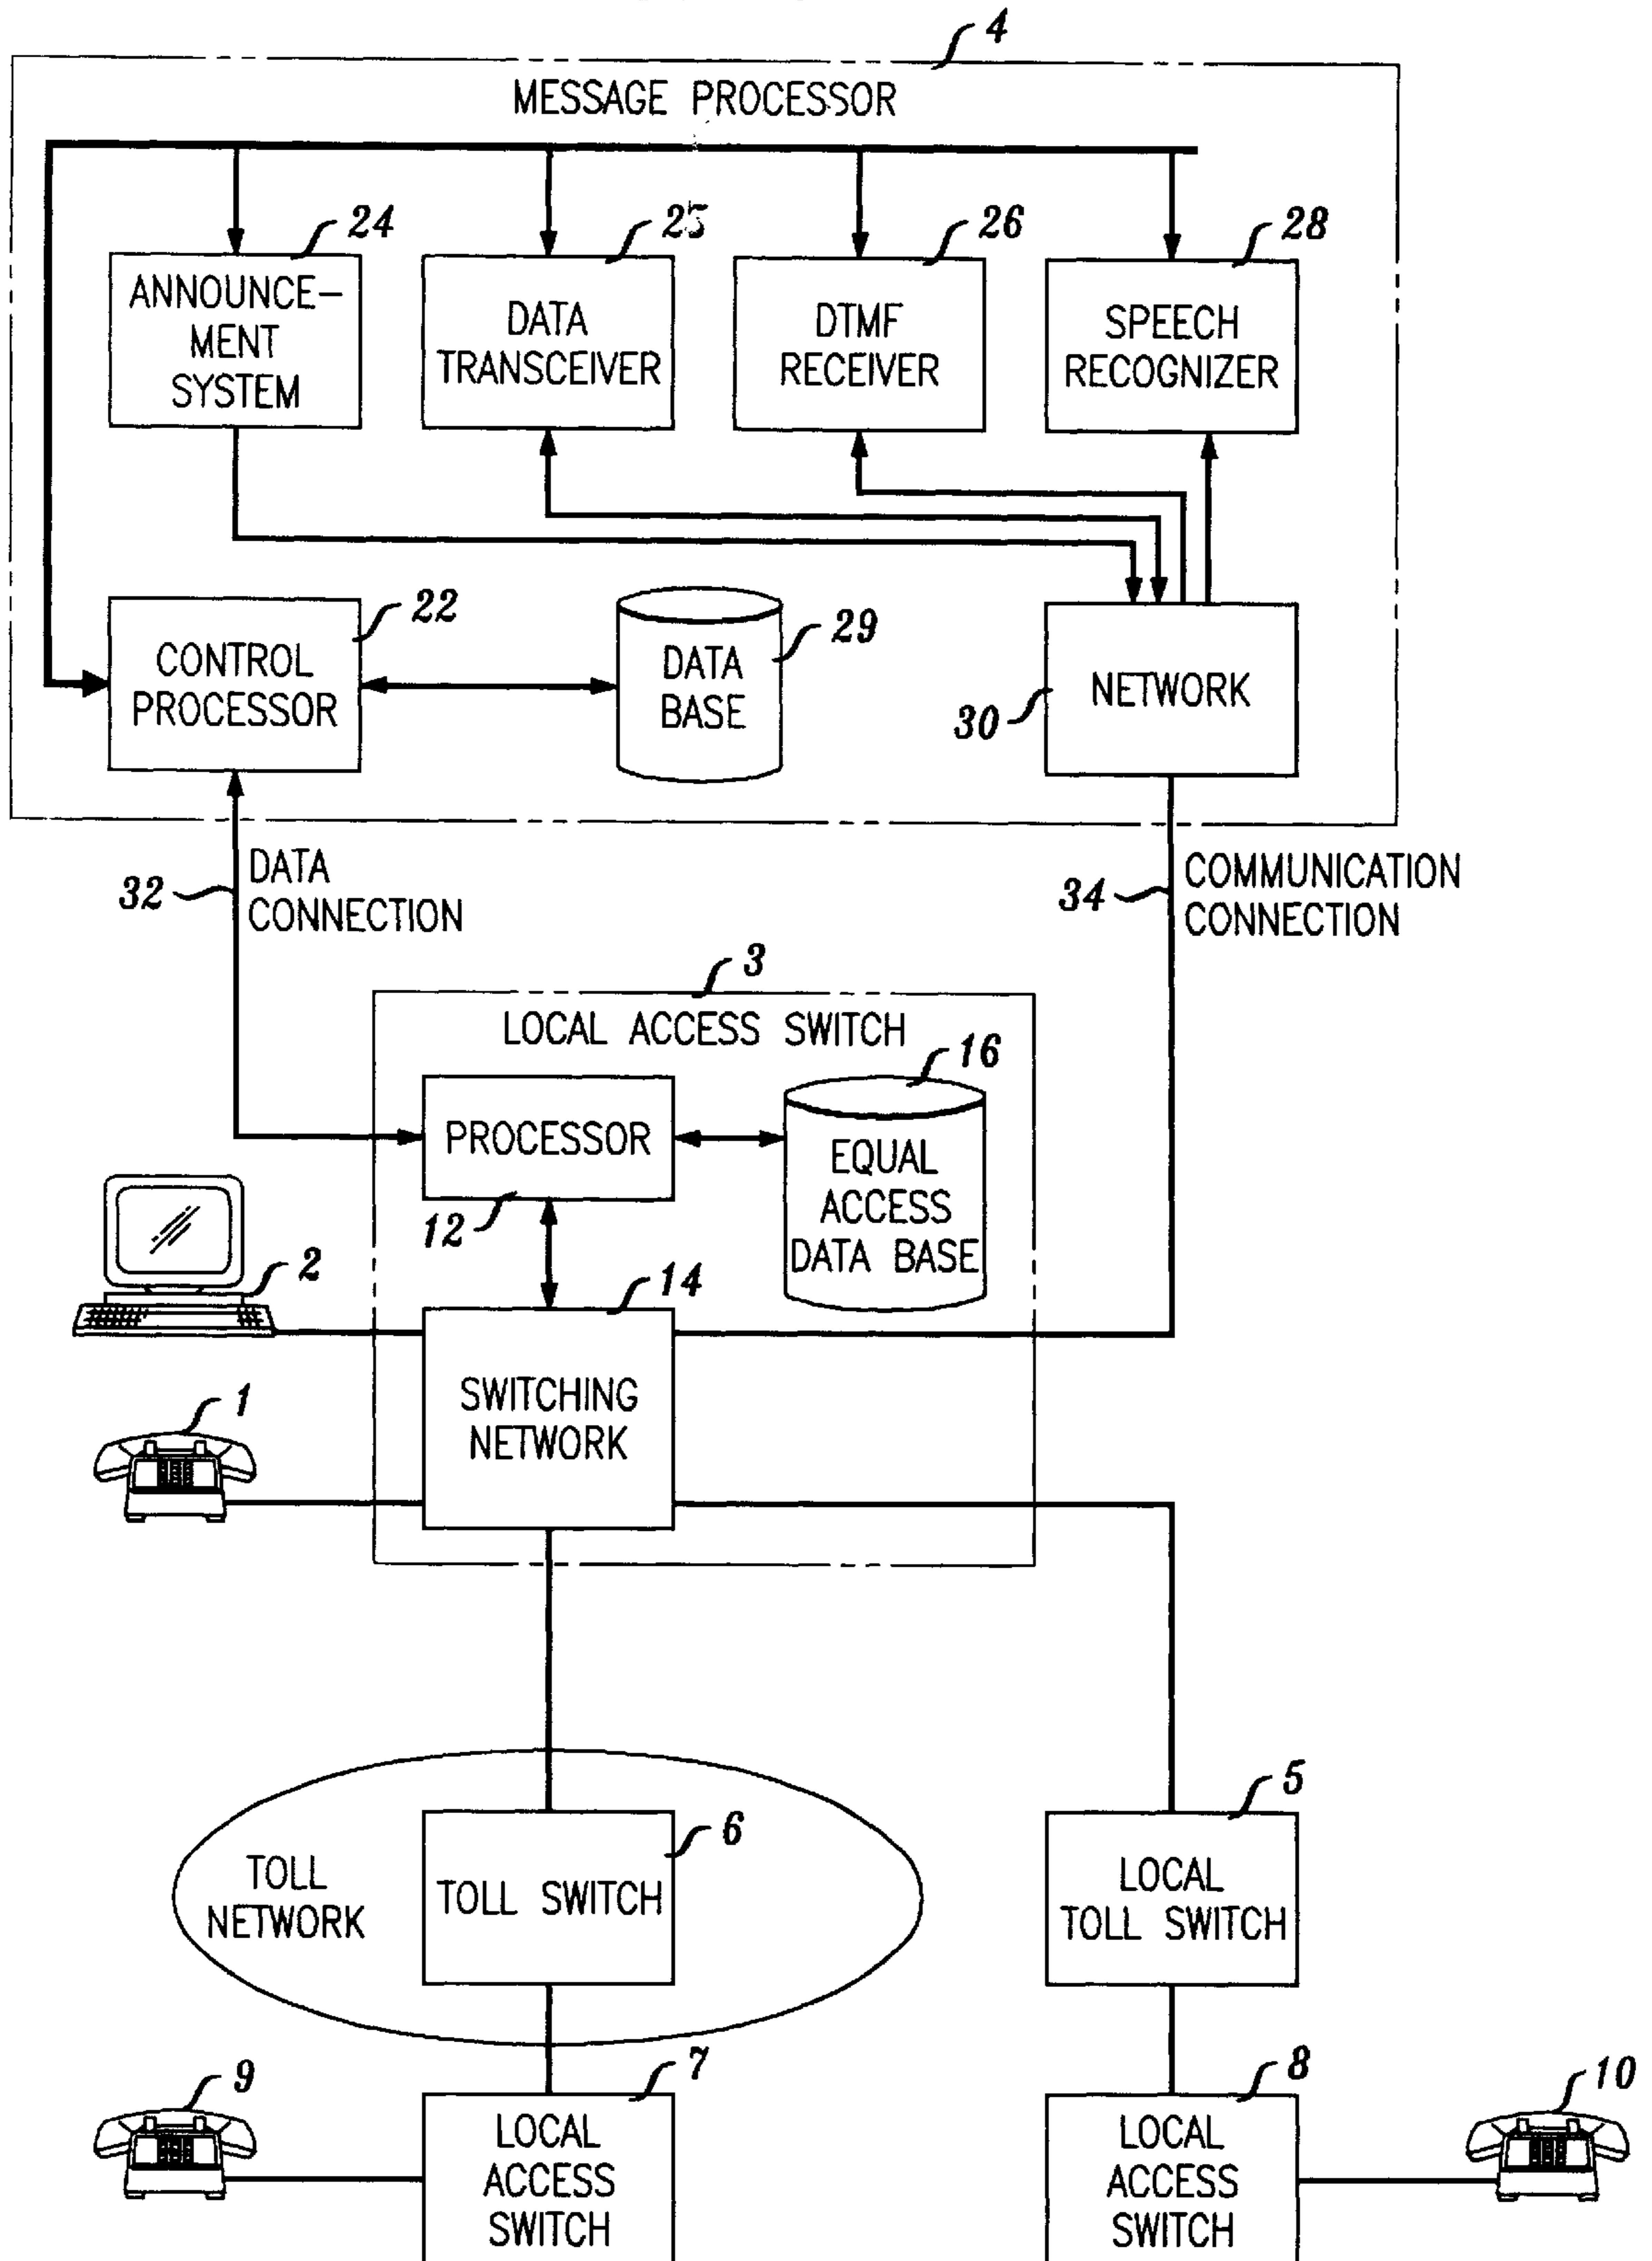 4
MESSAGE PROCESSOR
24
25
26
28
ANNOUNCE-
MENT
SYSTEM
DATA
TRANSCEIVER
DTMF
RECEIVER
SPEECH
RECOGNIZER
22
CONTROL
PROCESSOR
29
DATA
BASE
30
NETWORK
32
DATA
CONNECTION
34
COMMUNICATION
CONNECTION
3
LOCAL ACCESS SWITCH
16
PROCESSOR
12
EQUAL
ACCESS
DATA BASE
2
14
SWITCHING
NETWORK
1
5
6
TOLL
NETWORK
TOLL SWITCH
LOCAL
TOLL SWITCH
9
7
8
10
LOCAL
ACCESS
SWITCH
LOCAL
ACCESS
SWITCH